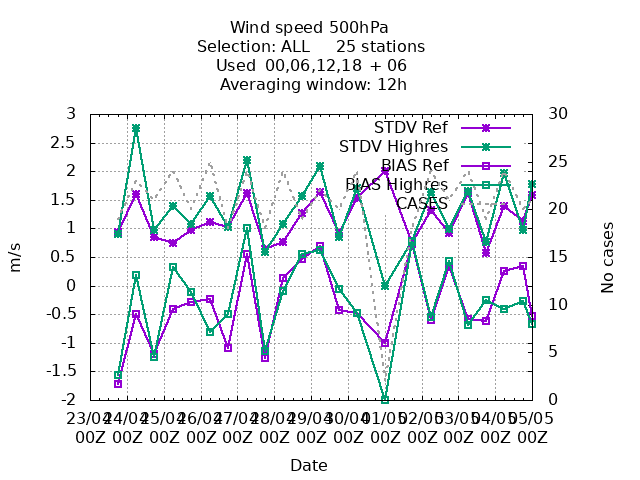 Wind speed 500hPa
Selection: ALL 25 stations
Used 00,06,12,18 + 06
Averaging window: 12h
3
2.5
2
1.5
1
0.5
0
-0.5
-1
-1.5
-2
m/s
30
25
20
15
10
5
0
No cases
STDV Ref
STDV Highres
BIAS Ref
BIAS Highres
CASES
23/04 24/04 25/04 26/04 27/04 28/04 29/04 30/04 01/05 02/05 03/05 04/05 05/05
00Z 00Z 00Z 00Z 00Z 00Z 00Z 00Z 00Z 00Z 00Z 00Z 00Z
Date